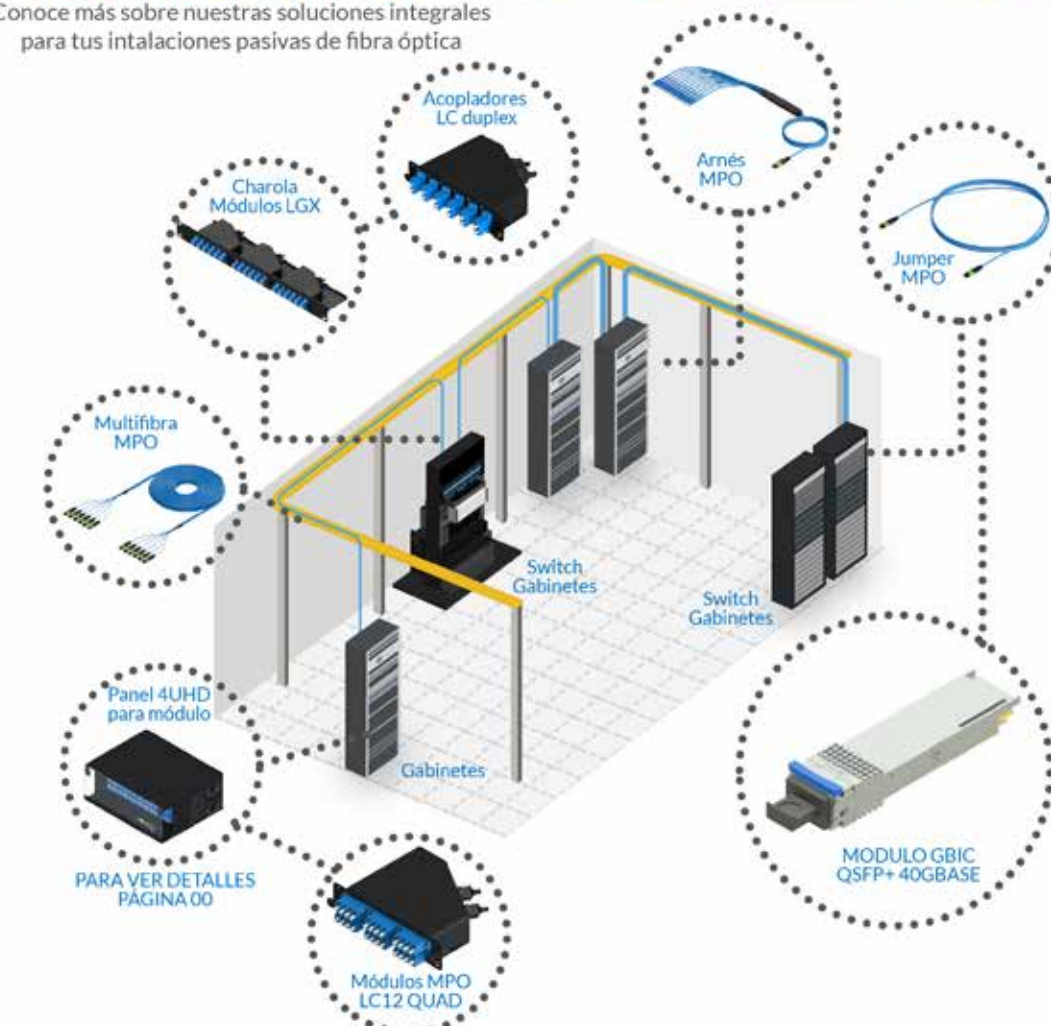 Conoce más sobre nuestras soluciones integrales
para tus intalaciones pasivas de fibra óptica
Acopladores
LC duplex
Arnés
MPO
Charola
Módulos LGX
Jumper
MPO
Multifibra
MPO
Switch
Gabinetes
Switch
Gabinetes
Panel 4UHD
para módulo
Gabinetes
PARA VER DETALLES
PÁGINA 00
MODULO GBIC
QSFP+ 40GBASE
Módulos MPO
LC12 QUAD